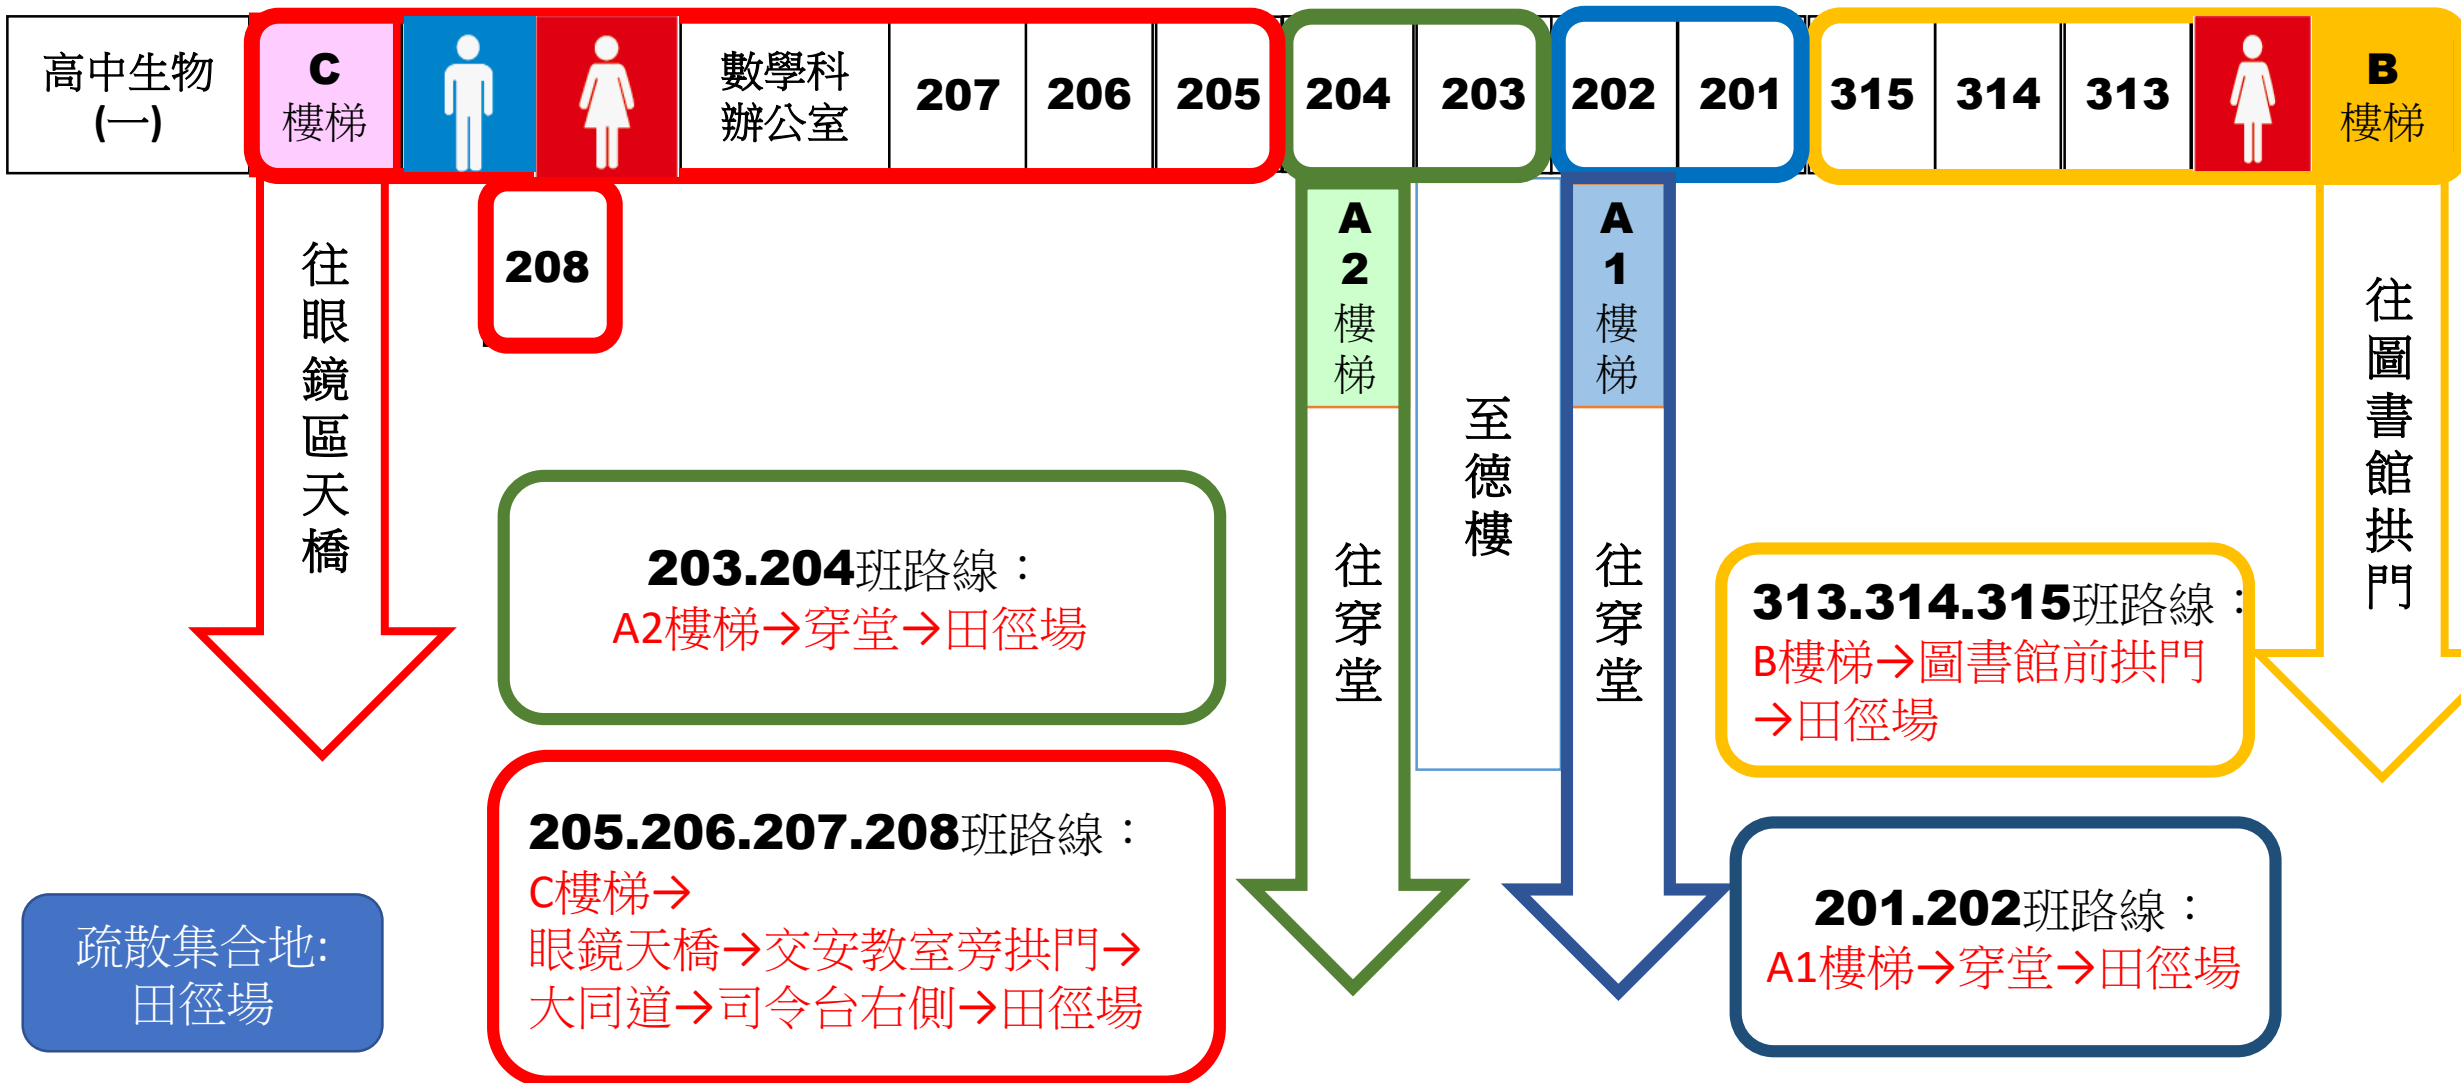 高中生物
(一)
C
樓梯
數學科
辦公室
207
206
205
204
203
202
201
315
314
313
B
樓梯
208
往眼鏡區天橋
A
2
樓
梯
往穿堂
至德樓
A
1
樓
梯
往穿堂
往圖書館拱門
203.204班路線：
A2樓梯→穿堂→田徑場
205.206.207.208班路線：
C樓梯→
眼鏡天橋→交安教室旁拱門→
大同道→司令台右側→田徑場
313.314.315班路線：
B樓梯→圖書館前拱門
→田徑場
201.202班路線：
A1樓梯→穿堂→田徑場
疏散集合地:
田徑場